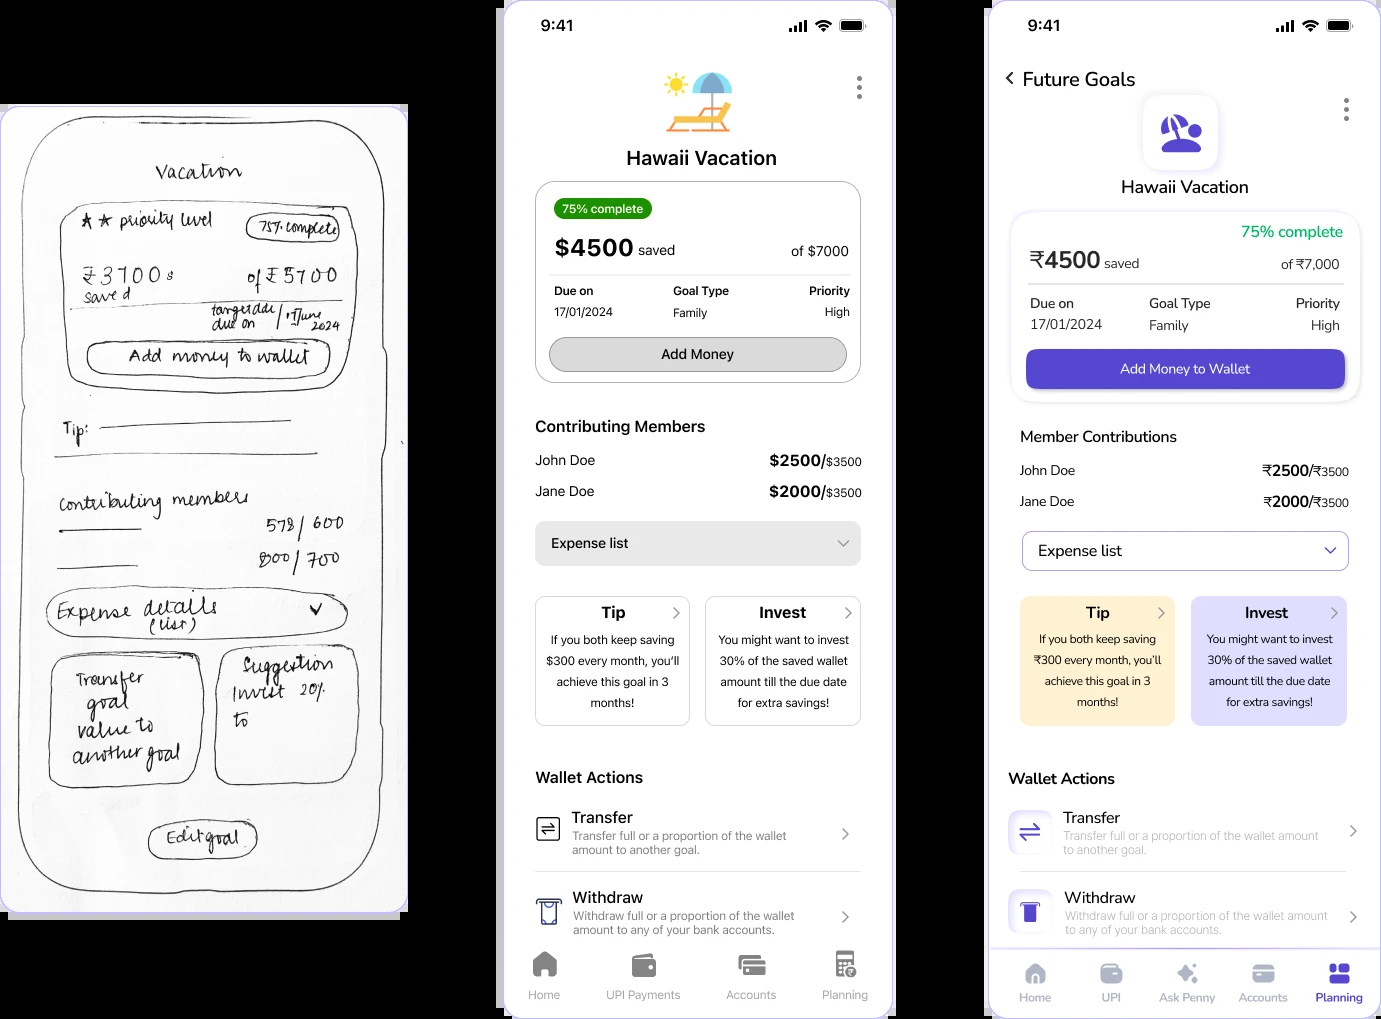 Vacation
★★ priority level
75% complete
₹3700
saved
of ₹5700
due on
June
2024
Add money to wallet
Tip:
Contributing members
578/600
200/700
Expense details
(list)
Transfer
goal
value to
another goal
Suggestion
Invest 20%
to
Edit goal
9:41
Hawaii Vacation
75% complete
$4500 saved
of $7000
Due on
Goal Type
Priority
17/01/2024
Family
High
Add Money
Contributing Members
John Doe
$2500/$3500
Jane Doe
$2000/$3500
Expense list
Tip
If you both keep saving
$300 every month, you'll
achieve this goal in 3
months!
Invest
You might want to invest
30% of the saved wallet
amount till the due date
for extra savings!
Wallet Actions
Transfer
Transfer full or a proportion of the wallet
amount to another goal.
Withdraw
Withdraw full or a proportion of the wallet
amount to any of your bank accounts.
Home
UPI Payments
Accounts
Planning
9:41
Future Goals
Hawaii Vacation
75% complete
₹4500 saved
of ₹7,000
Due on
Goal Type
Priority
17/01/2024
Family
High
Add Money to Wallet
Member Contributions
John Doe
₹2500/₹3500
Jane Doe
₹2000/₹3500
Expense list
Tip
If you both keep saving
₹300 every month, you'll
achieve this goal in 3
months!
Invest
You might want to invest
30% of the saved wallet
amount till the due date
for extra savings!
Wallet Actions
Transfer
Transfer full or a proportion of the wallet amount
to another goal.
Withdraw
Withdraw full or a proportion of the wallet amount
to any of your bank accounts.
Home
UPI
Ask Penny
Accounts
Planning